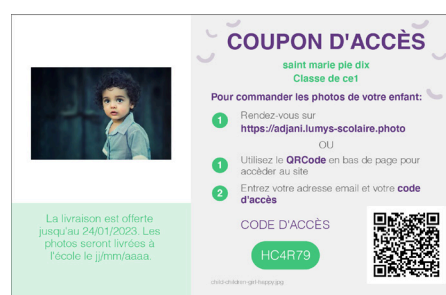 COUPON D'ACCÈS
saint marie pie dix
Classe de ce1
Pour commander les photos de votre enfant:
1 Rendez-vous sur
https://adjani.lumys-scolaire.photo
OU
1 Utilisez le QRCode en bas de page pour
accèder au site
2 Entrez votre adresse email et votre code
d'accès
CODE D'ACCÈS
HC4R79
La livraison est offerte
jusqu'au 24/01/2023. Les
photos seront livrées à
l'école le jj/mm/aaaa.